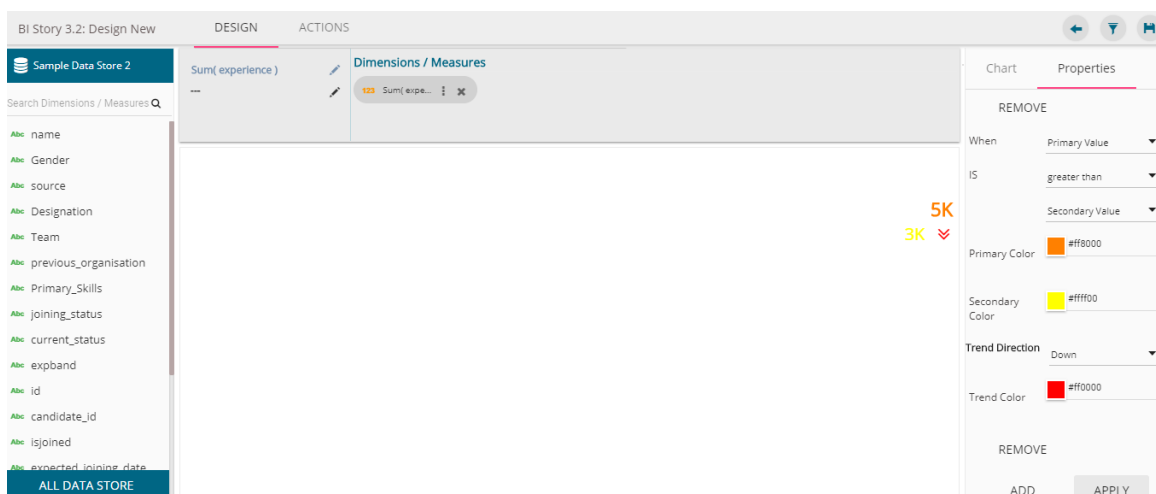 BI Story 3.2: Design New
DESIGN
ACTIONS
Sample Data Store 2
Search Dimensions / Measures
Abc name
Abc Gender
Abc source
Abc Designation
Abc Team
Abc previous_organisation
Abc Primary_Skills
Abc joining_status
Abc current_status
Abc expband
Abc id
Abc candidate_id
Abc isjoined
Abc expected_joining_date
ALL DATA STORE
Sum( experience )
---
Dimensions / Measures
123 Sum( expe...
5K
3K
Chart
Properties
REMOVE
When
Primary Value
IS
greater than
Secondary Value
Primary Color
#ff8000
Secondary
Color
#ffff00
Trend Direction
Down
Trend Color
#ff0000
REMOVE
ADD
APPLY